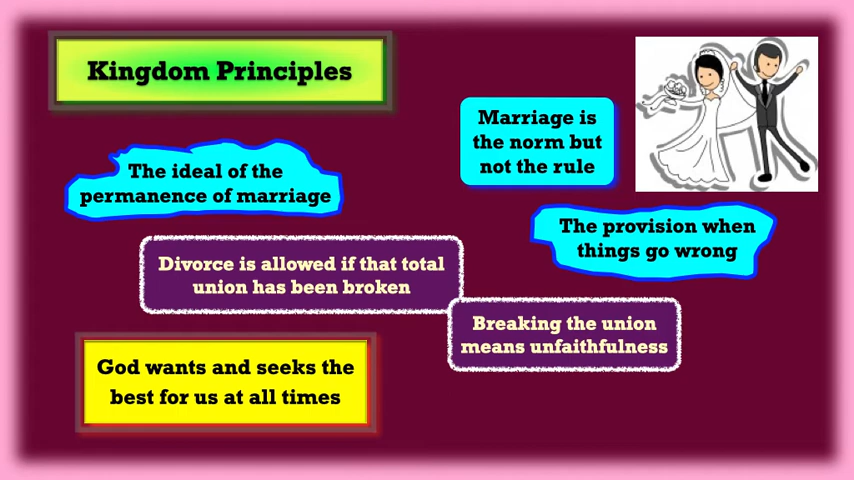 Kingdom Principles
Marriage is
the norm but
not the rule
The ideal of the
permanence of marriage
The provision when
things go wrong
Divorce is allowed if that total
union has been broken
Breaking the union
means unfaithfulness
God wants and seeks the
best for us at all times